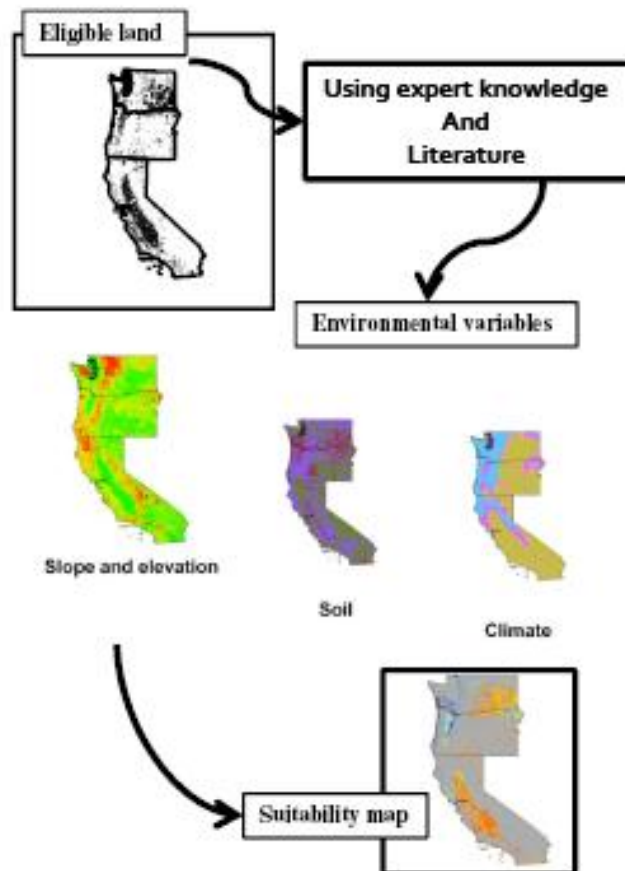 Eligible land
Using expert knowledge
And
Literature
Environmental variables
Slope and elevation
Soil
Climate
Suitability map